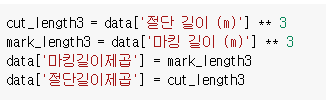 cut_length3 = data['절단 길이 (m)'] ** 3
mark_length3 = data['마킹 길이 (m)'] ** 3
data['마킹길이제곱'] = mark_length3
data['절단길이제곱'] = cut_length3